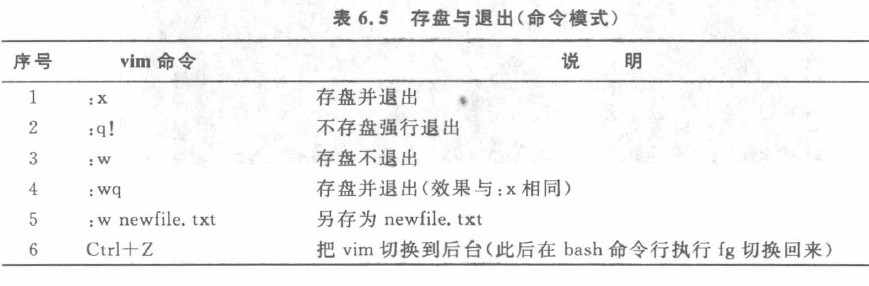 表 6.5 存盘与退出(命令模式)
序号 vim 命令 说 明
1 :x 存盘并退出
2 :q! 不存盘强行退出
3 :w 存盘不退出
4 :wq 存盘并退出(效果与:x 相同)
5 :w newfile.txt 另存为 newfile.txt
6 Ctrl+Z 把 vim 切换到后台(此后在 bash 命令行执行 fg 切换回来)